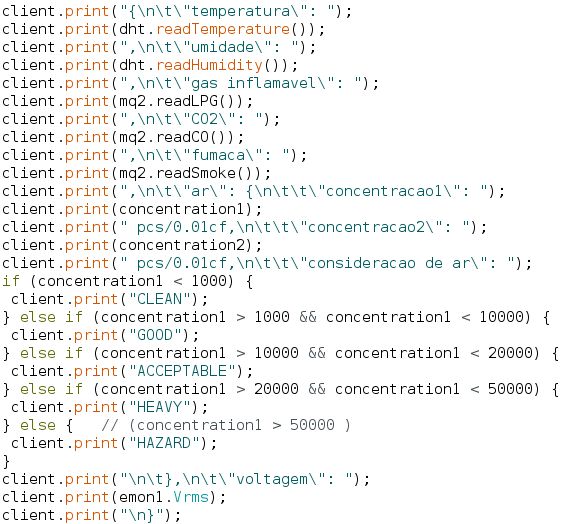 client.print("{\n\t\"temperatura\": ");
client.print(dht.readTemperature());
client.print(",\n\t\"umidade\": ");
client.print(dht.readHumidity());
client.print(",\n\t\"gas inflamavel\": ");
client.print(mq2.readLPG());
client.print(",\n\t\"CO2\": ");
client.print(mq2.readCO());
client.print(",\n\t\"fumaca\": ");
client.print(mq2.readSmoke());
client.print(",\n\t\"ar\": {\n\t\t\"concentracao1\": ");
client.print(concentration1);
client.print(" pcs/0.01cf,\n\t\t\"concentracao2\": ");
client.print(concentration2);
client.print(" pcs/0.01cf,\n\t\t\"consideracao de ar\": ");
if (concentration1 < 1000) {
 client.print("CLEAN");
} else if (concentration1 > 1000 && concentration1 < 10000) {
 client.print("GOOD");
} else if (concentration1 > 10000 && concentration1 < 20000) {
 client.print("ACCEPTABLE");
} else if (concentration1 > 20000 && concentration1 < 50000) {
 client.print("HEAVY");
} else {   // (concentration1 > 50000 )
 client.print("HAZARD");
}
client.print("\n\t},\n\t\"voltagem\": ");
client.print(emon1.Vrms);
client.print("\n}");